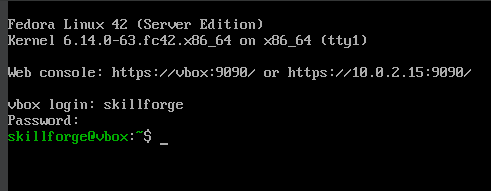 Fedora Linux 42 (Server Edition)
Kernel 6.14.0-63.fc42.x86_64 on x86_64 (tty1)
Web console: https://vbox:9090/ or https://10.0.2.15:9090/
vbox login: skillforge
Password:
skillforge@vbox:~$ _